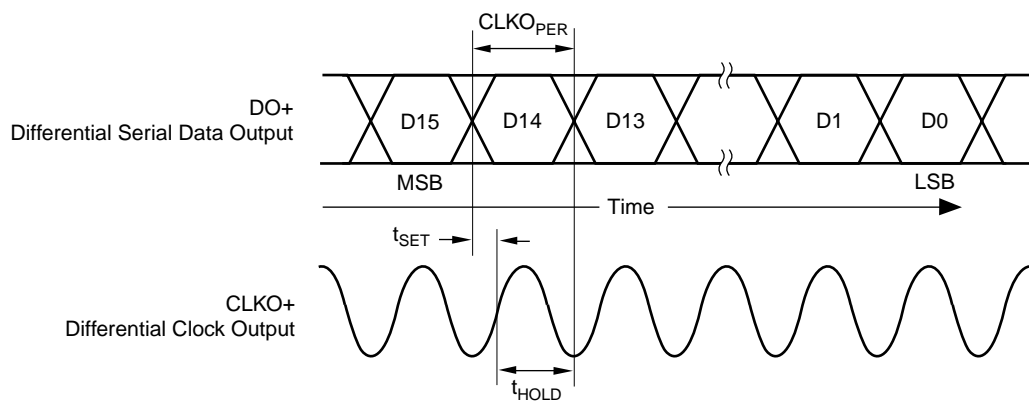 CLKOPER
DO+
Differential Serial Data Output
D15
D14
D13
D1
D0
MSB
LSB
Time
tSET
CLKO+
Differential Clock Output
tHOLD